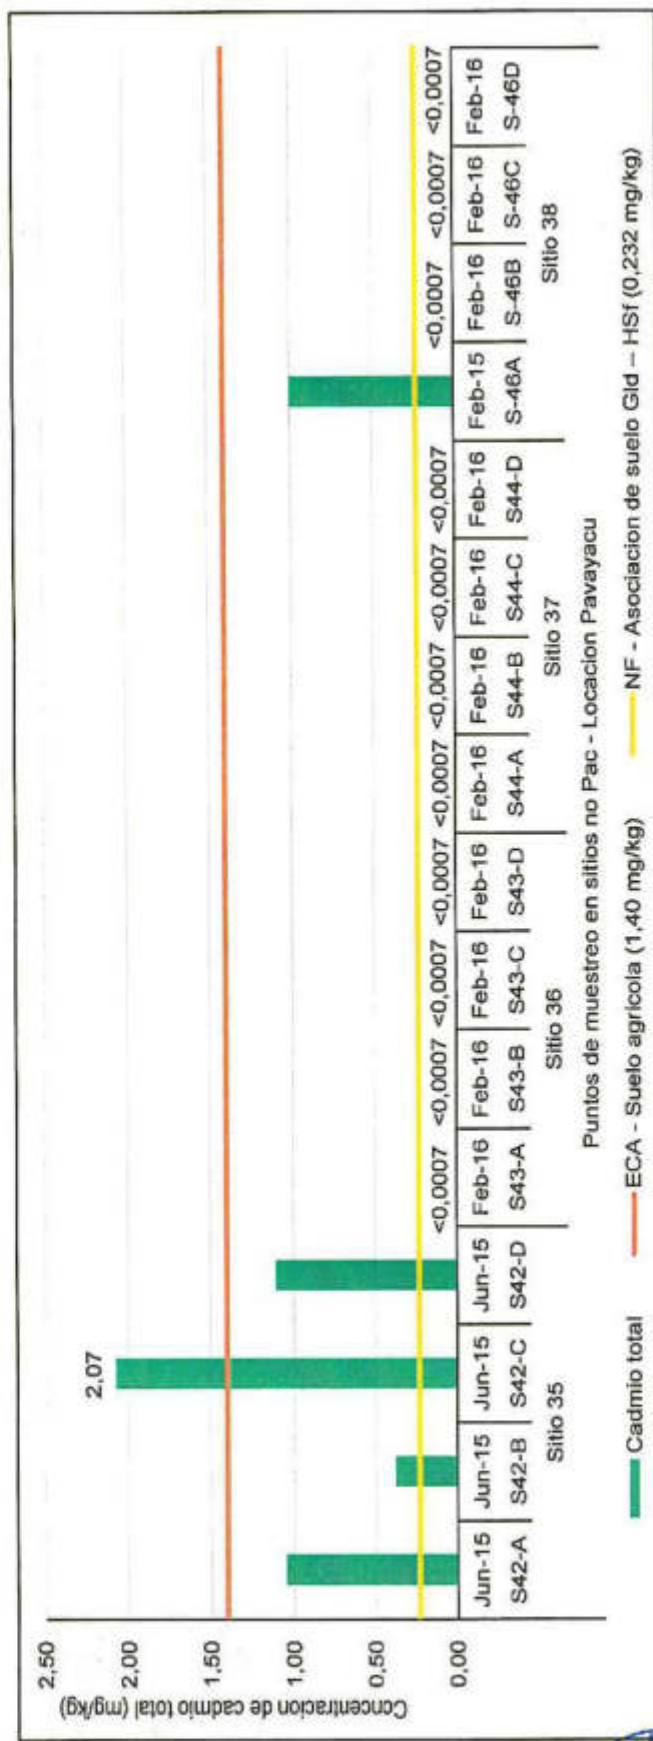 Concentracion de cadmio total (mg/kg)
2,50
2,00
1,50
1,00
0,50
0,00
2,07
<0,0007 <0,0007 <0,0007 <0,0007 <0,0007 <0,0007 <0,0007 <0,0007 <0,0007 <0,0007 <0,0007
Jun-15 Jun-15 Jun-15 Jun-15 Feb-16 Feb-16 Feb-16 Feb-16 Feb-16 Feb-16 Feb-16 Feb-16 Feb-15 Feb-16 Feb-16 Feb-16
S42-A S42-B S42-C S42-D S43-A S43-B S43-C S43-D S44-A S44-B S44-C S44-D S-46A S-46B S-46C S-46D
Sitio 35 Sitio 36 Sitio 37 Sitio 38
Puntos de muestreo en sitios no Pac - Locacion Pavayacu
Cadmio total ECA - Suelo agricola (1,40 mg/kg) NF - Asociacion de suelo Gld – HSf (0,232 mg/kg)